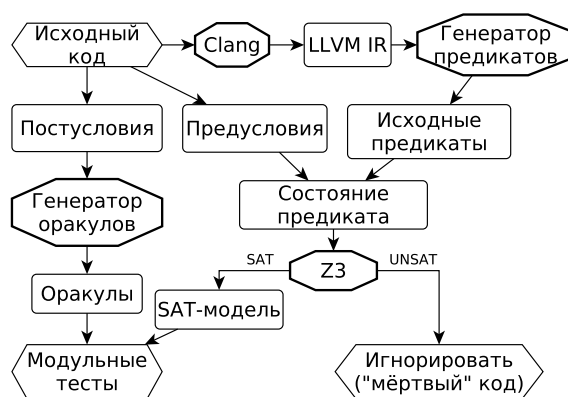 Исходный
код
Clang
LLVM IR
Генератор
предикатов
Постусловия
Предусловия
Исходные
предикаты
Генератор
оракулов
Состояние
предиката
Z3
SAT
UNSAT
Оракулы
SAT-модель
Модульные
тесты
Игнорировать
("мёртвый" код)